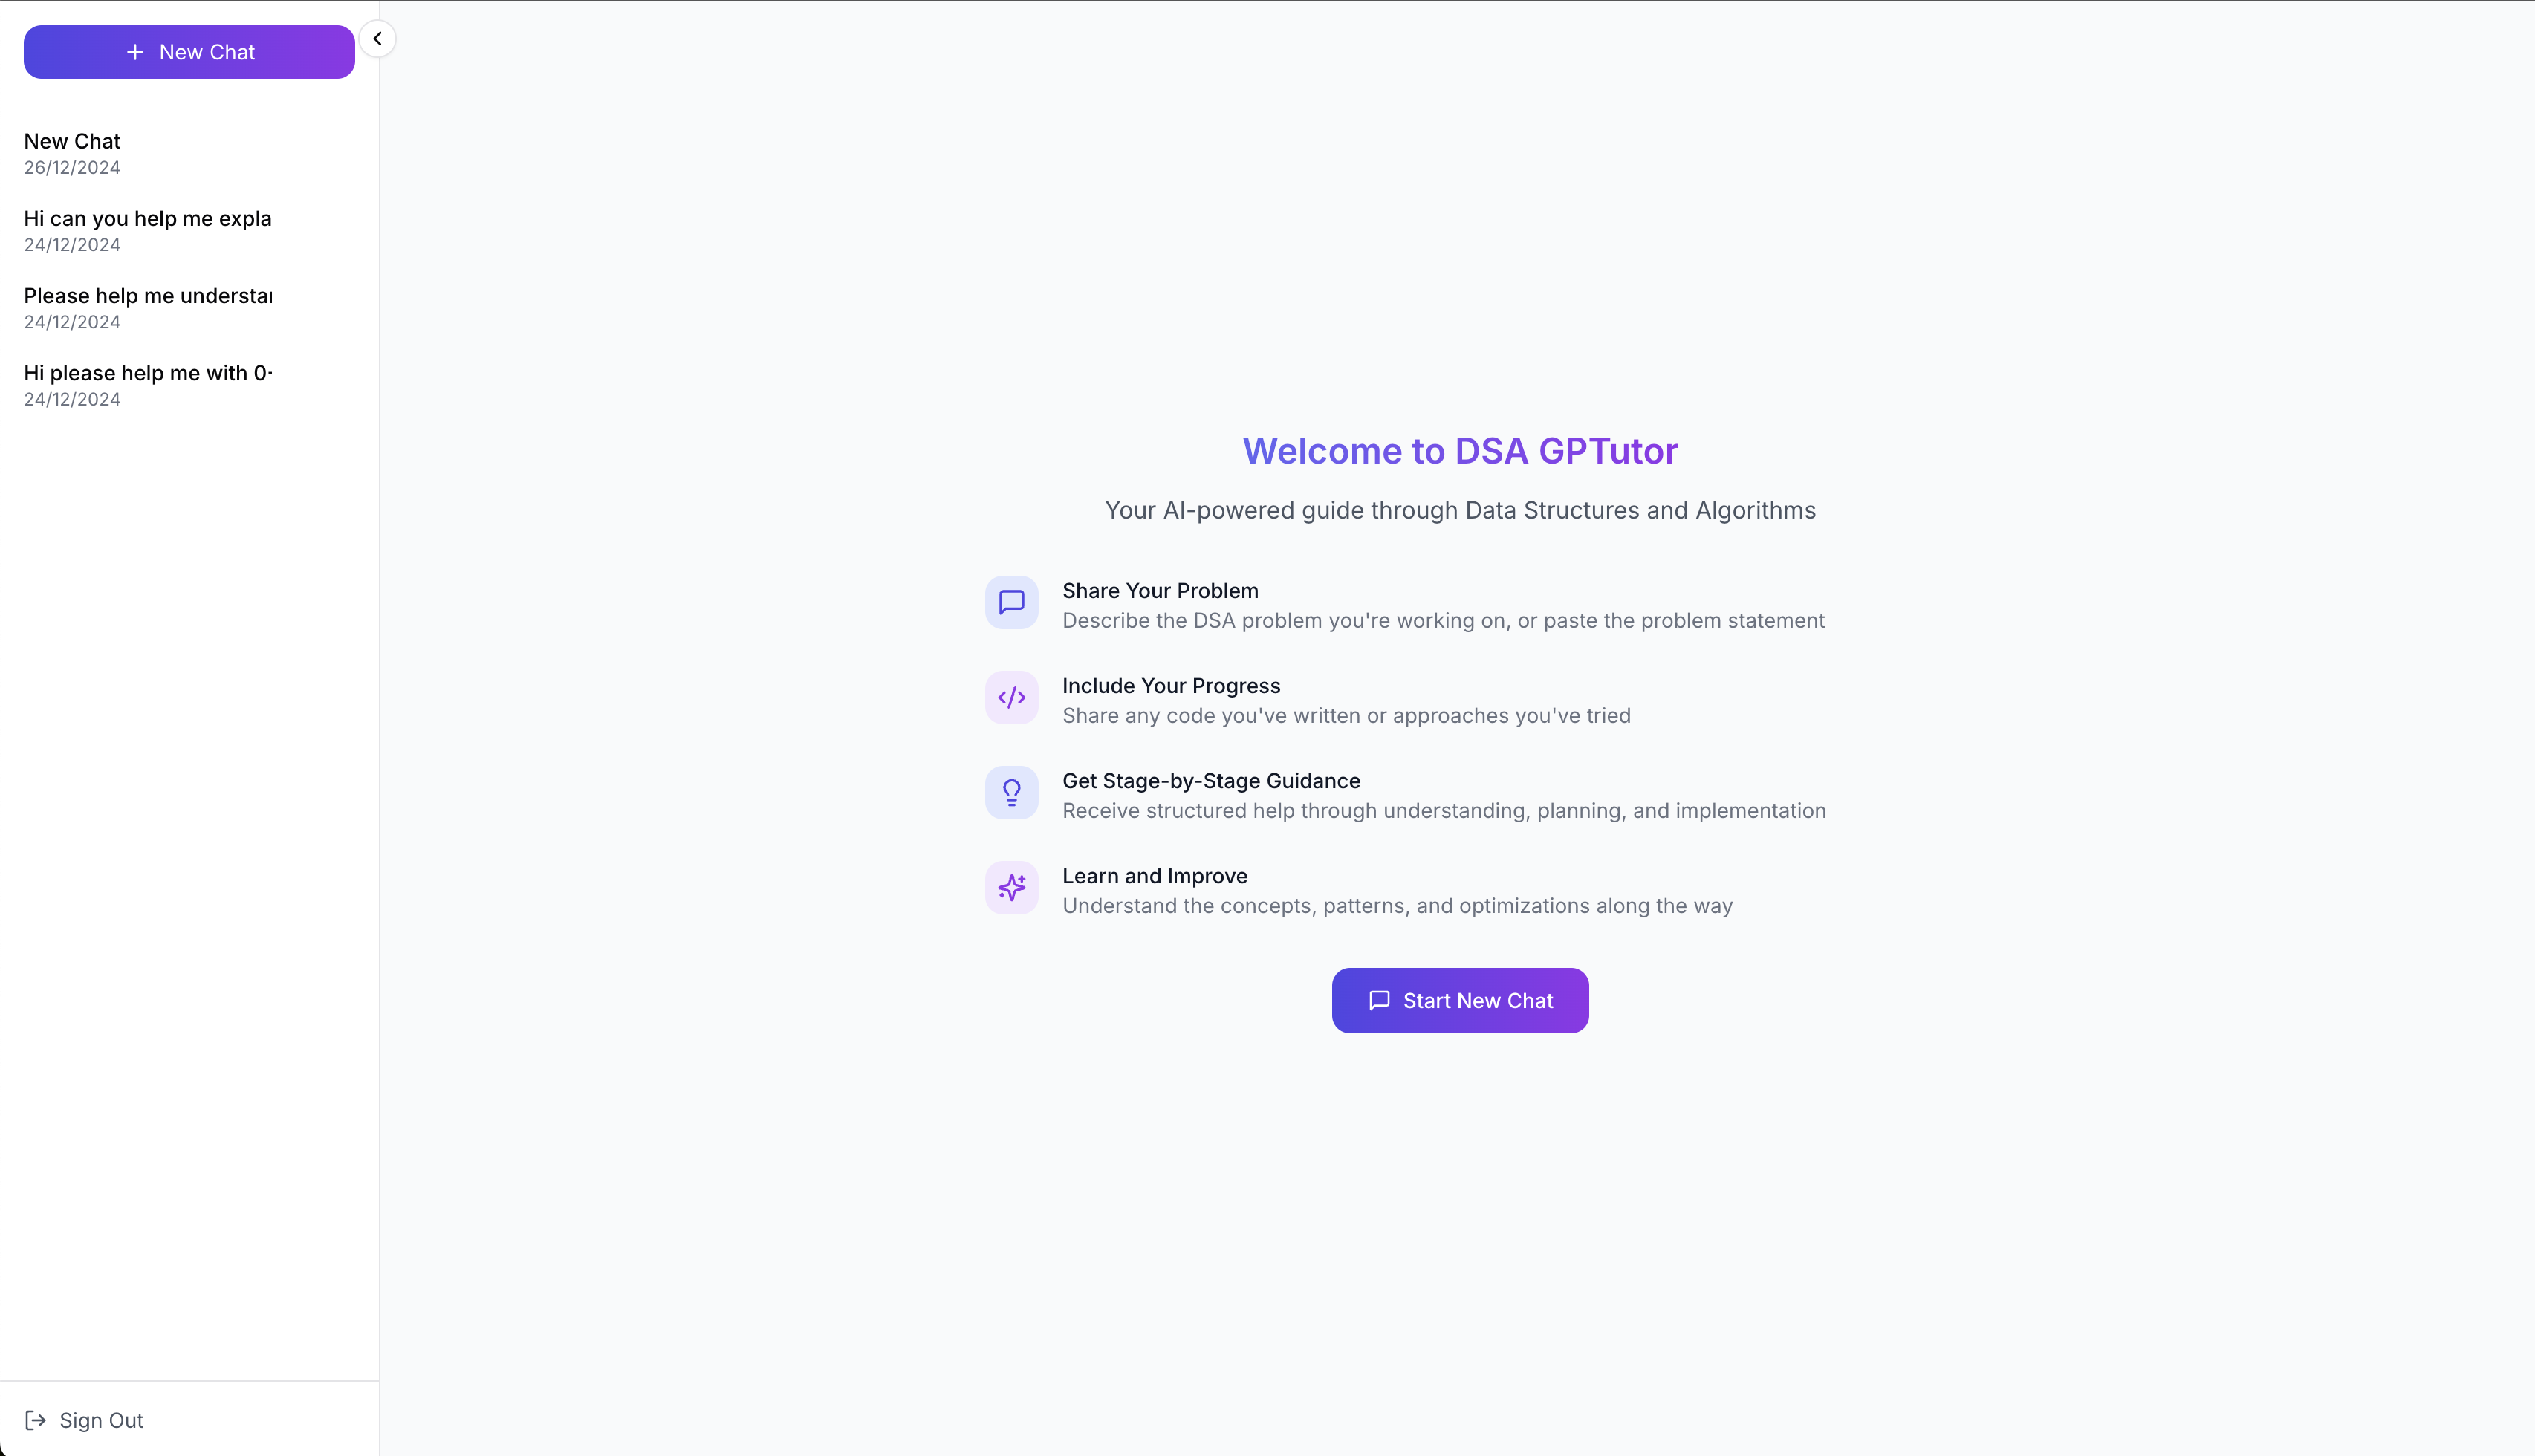 New Chat
New Chat
26/12/2024
Hi can you help me expla
24/12/2024
Please help me understa
24/12/2024
Hi please help me with 0-
24/12/2024
Sign Out
Welcome to DSA GPTutor
Your AI-powered guide through Data Structures and Algorithms
Share Your Problem
Describe the DSA problem you're working on, or paste the problem statement
Include Your Progress
Share any code you've written or approaches you've tried
Get Stage-by-Stage Guidance
Receive structured help through understanding, planning, and implementation
Learn and Improve
Understand the concepts, patterns, and optimizations along the way
Start New Chat